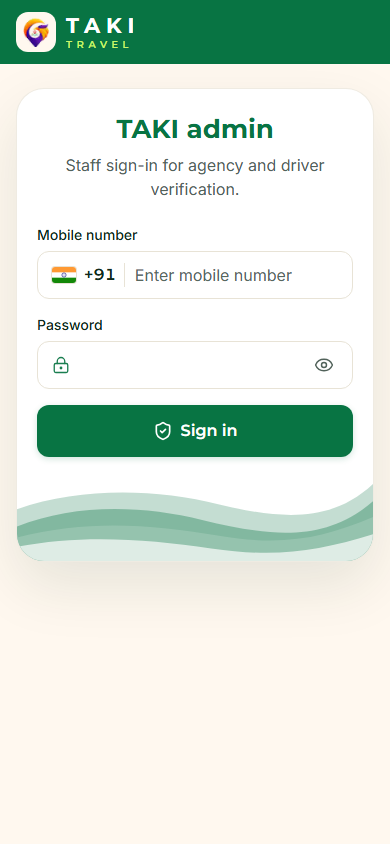 TAKI
TRAVEL
TAKI admin
Staff sign-in for agency and driver
verification.
Mobile number
+91 Enter mobile number
Password
Sign in